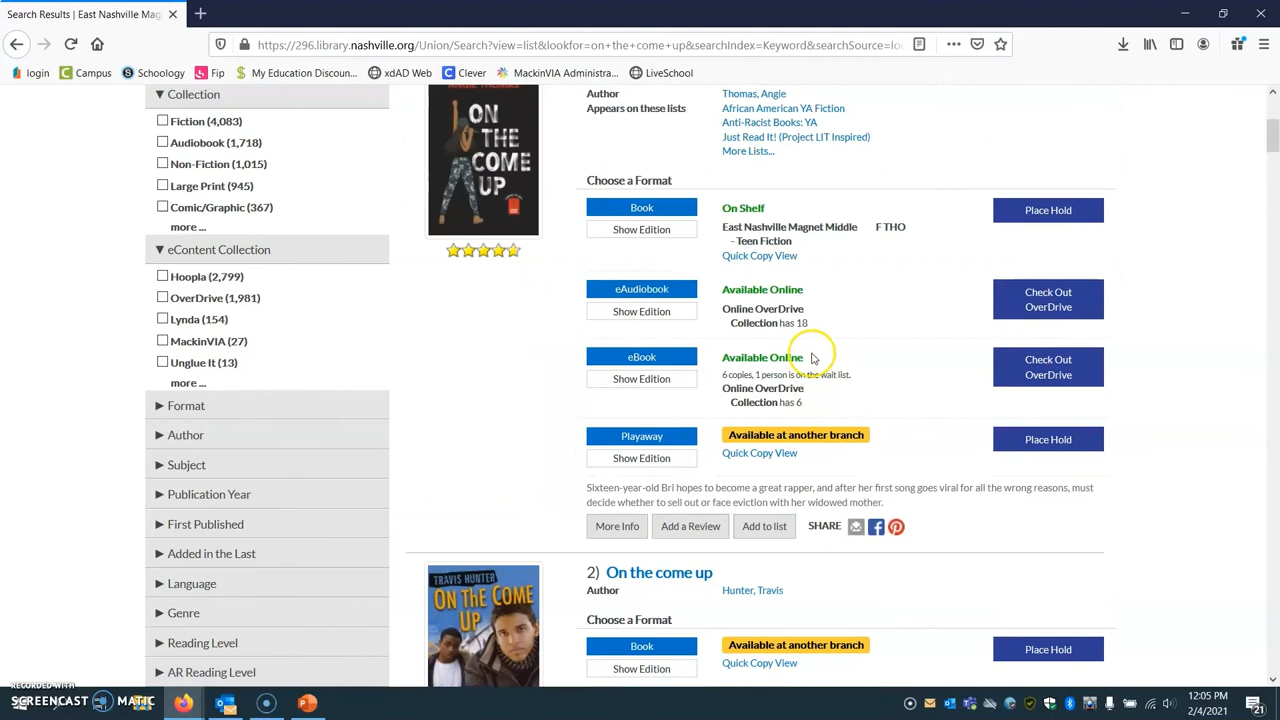 Search Results | East Nashville Mag
https://296.library.nashville.org/Union/Search?view=list&lookfor=on+the+come+up&searchIndex=Keyword&searchSource=loc
login Campus Schoology Fip My Education Discoun... xdAD Web Clever MackinVIA Administra... LiveSchool
Collection
Fiction (4,083)
Audiobook (1,718)
Non-Fiction (1,015)
Large Print (945)
Comic/Graphic (367)
more ...
eContent Collection
Hoopla (2,799)
OverDrive (1,981)
Lynda (154)
MackinVIA (27)
Unglue It (13)
more ...
Format
Author
Subject
Publication Year
First Published
Added in the Last
Language
Genre
Reading Level
AR Reading Level
ANGIE THOMAS
ON
THE
COME
UP
Author Thomas, Angie
Appears on these lists African American YA Fiction
Anti-Racist Books: YA
Just Read It! (Project LIT Inspired)
More Lists...
Choose a Format
Book On Shelf Place Hold
Show Edition East Nashville Magnet Middle F THO
- Teen Fiction
Quick Copy View
eAudiobook Available Online Check Out
OverDrive
Show Edition Online OverDrive
Collection has 18
eBook Available Online Check Out
OverDrive
Show Edition 6 copies, 1 person is on the wait list.
Online OverDrive
Collection has 6
Playaway Available at another branch Place Hold
Show Edition Quick Copy View
Sixteen-year-old Bri hopes to become a great rapper, and after her first song goes viral for all the wrong reasons, must
decide whether to sell out or face eviction with her widowed mother.
More Info Add a Review Add to list SHARE
TRAVIS HUNTER
ON THE
COME
UP
2) On the come up
Author Hunter, Travis
Choose a Format
Book Available at another branch Place Hold
Show Edition Quick Copy View
RECORDED WITH
SCREENCAST MATIC
12:05 PM
2/4/2021
21